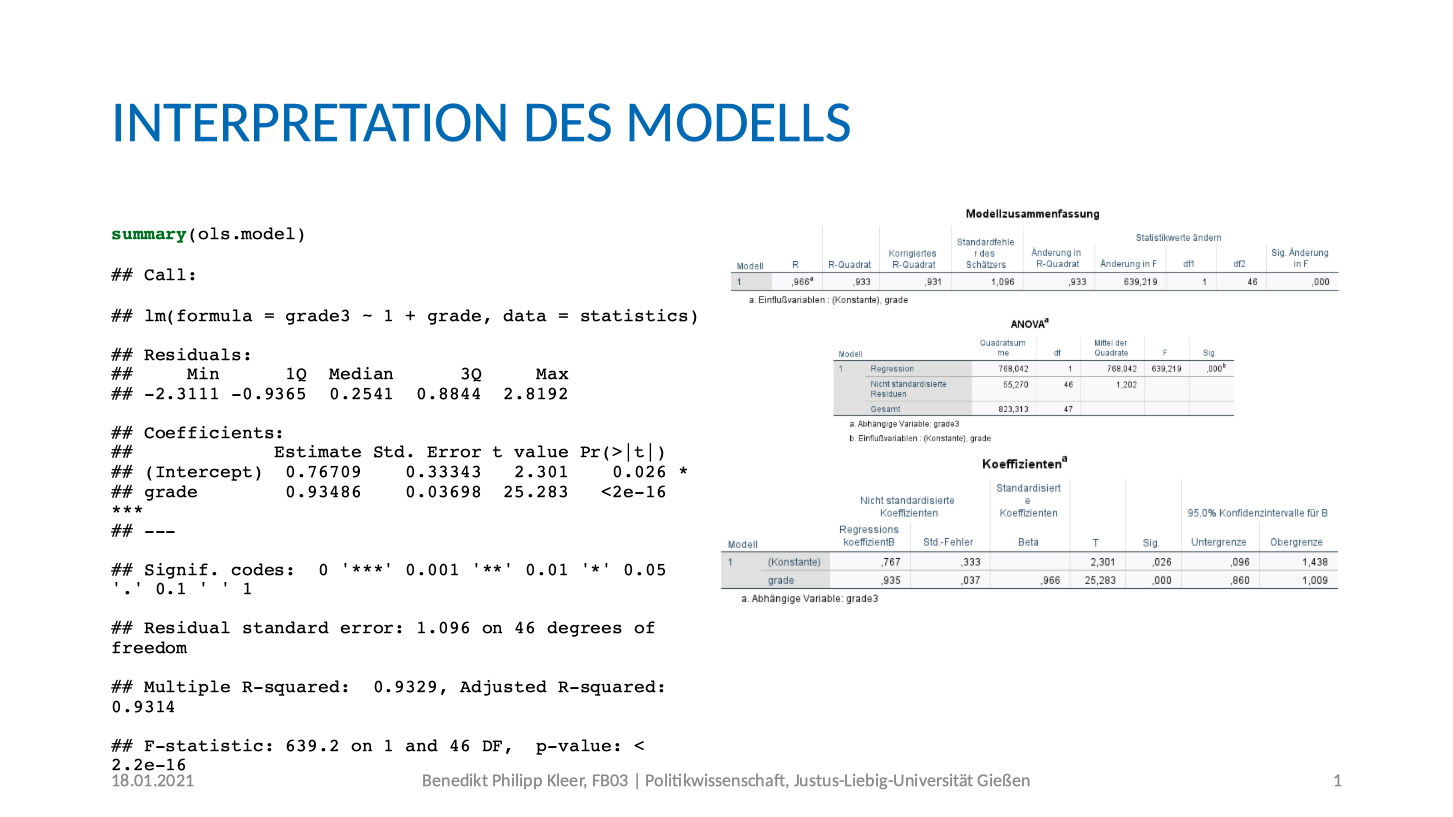 INTERPRETATION DES MODELLS
summary(ols.model)
## Call:
## lm(formula = grade3 ~ 1 + grade, data = statistics)
## Residuals:
##     Min      1Q  Median      3Q     Max
## -2.3111 -0.9365  0.2541  0.8844  2.8192
## Coefficients:
##             Estimate Std. Error t value Pr(>|t|)
## (Intercept)  0.76709    0.33343   2.301    0.026 *
## grade        0.93486    0.03698  25.283   <2e-16
***
## ---
## Signif. codes:  0 '***' 0.001 '**' 0.01 '*' 0.05
'.' 0.1 ' ' 1
## Residual standard error: 1.096 on 46 degrees of
freedom
## Multiple R-squared:  0.9329, Adjusted R-squared:
0.9314
## F-statistic: 639.2 on 1 and 46 DF,  p-value: <
2.2e-16
Modellzusammenfassung
Statistikwerte ändern
Modell R R-Quadrat Korrigiertes R-Quadrat Standardfehle r des Schätzers Änderung in R-Quadrat Änderung in F df1 df2 Sig. Änderung in F
1 ,966a ,933 ,931 1,096 ,933 639,219 1 46 ,000
a. Einflußvariablen : (Konstante), grade
ANOVAa
Modell Quadratsum me df Mittel der Quadrate F Sig.
1 Regression 768,042 1 768,042 639,219 ,000b
Nicht standardisierte Residuen 55,270 46 1,202
Gesamt 823,313 47
a. Abhängige Variable: grade3
b. Einflußvariablen : (Konstante), grade
Koeffizientena
Nicht standardisierte Koeffizienten Standardisiert e Koeffizienten 95.0% Konfidenzintervalle für B
Modell Regressions koeffizientB Std.-Fehler Beta T Sig. Untergrenze Obergrenze
1 (Konstante) ,767 ,333 2,301 ,026 ,096 1,438
grade ,935 ,037 ,966 25,283 ,000 ,860 1,009
a. Abhängige Variable: grade3
18.01.2021 Benedikt Philipp Kleer, FB03 | Politikwissenschaft, Justus-Liebig-Universität Gießen 1